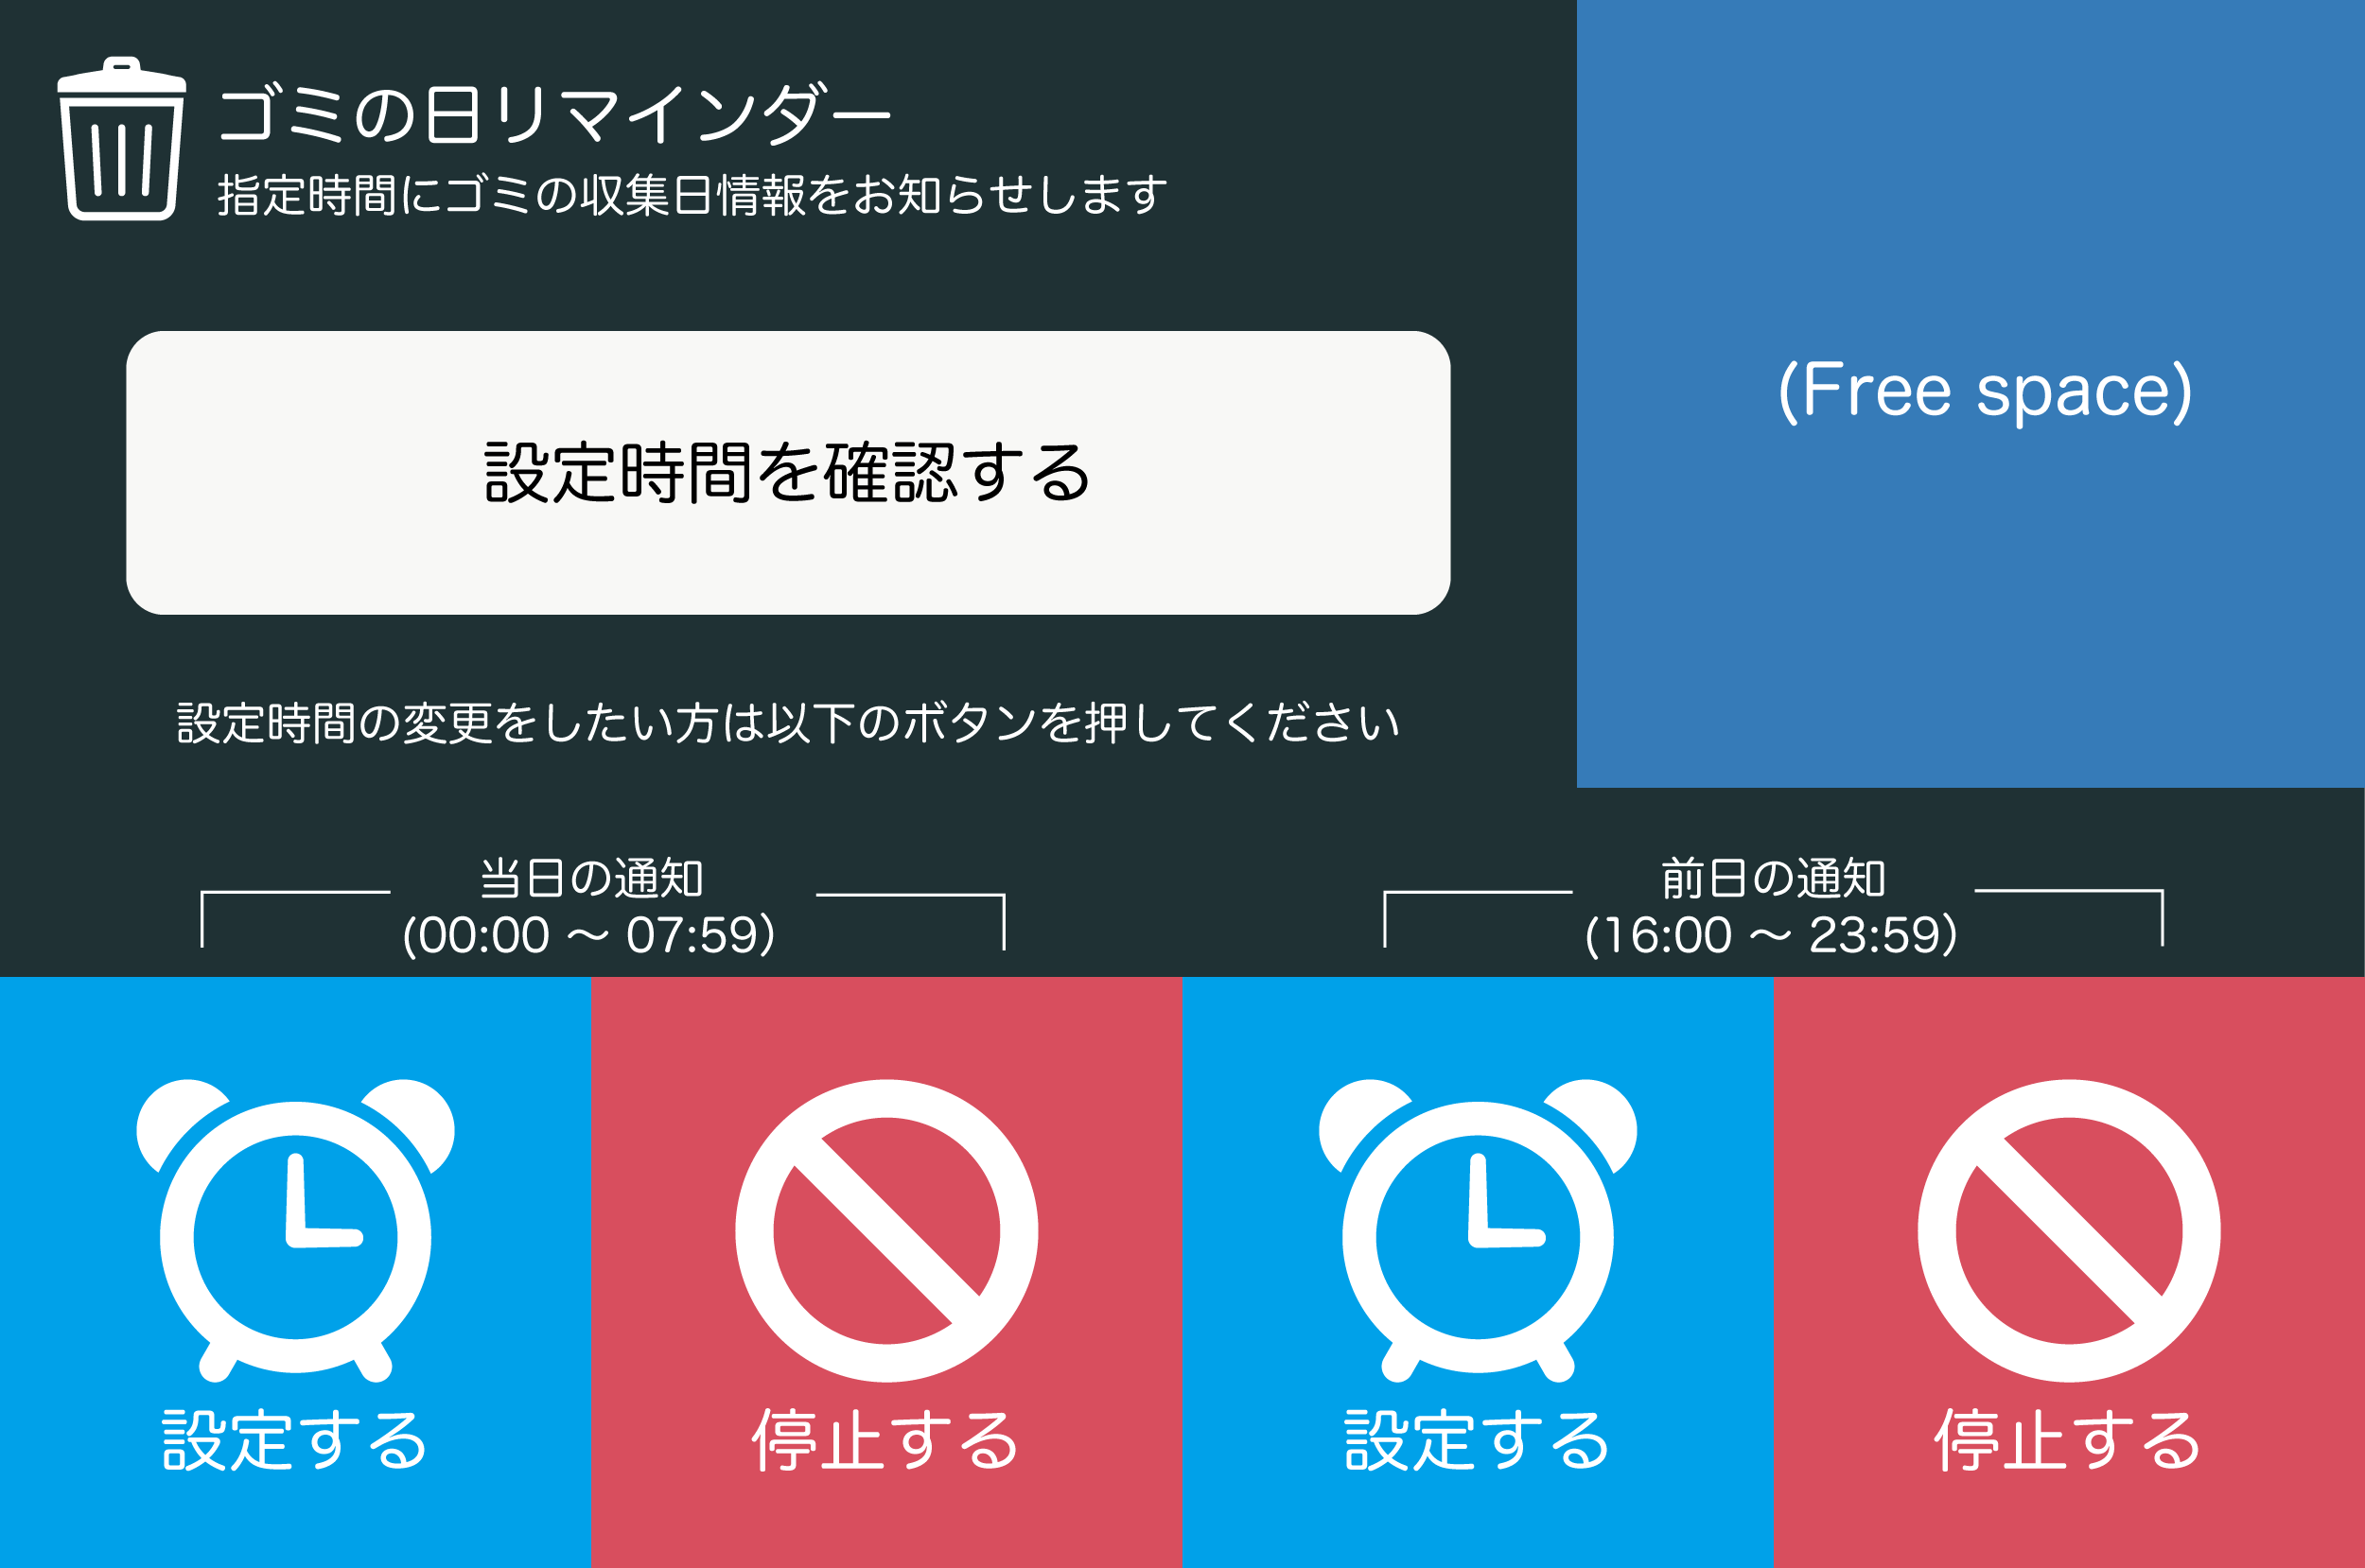 ゴミの日リマインダー
指定時間にゴミの収集日情報をお知らせします
設定時間を確認する
(Free space)
設定時間の変更をしたい方は以下のボタンを押してください
当日の通知
(00:00 〜 07:59)
前日の通知
(16:00 〜 23:59)
設定する
停止する
設定する
停止する